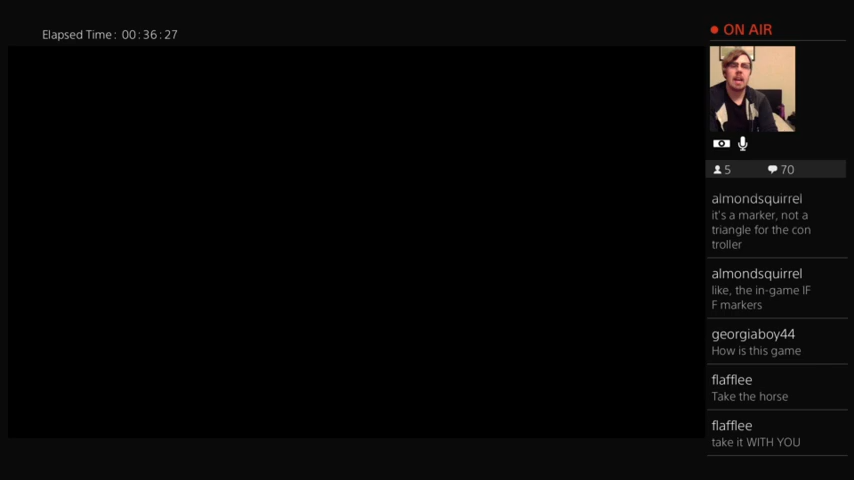 Elapsed Time: 00:36:27
ON AIR
5 70
almondsquirrel
it's a marker, not a
triangle for the con
troller
almondsquirrel
like, the in-game IF
F markers
georgiaboy44
How is this game
flafflee
Take the horse
flafflee
take it WITH YOU